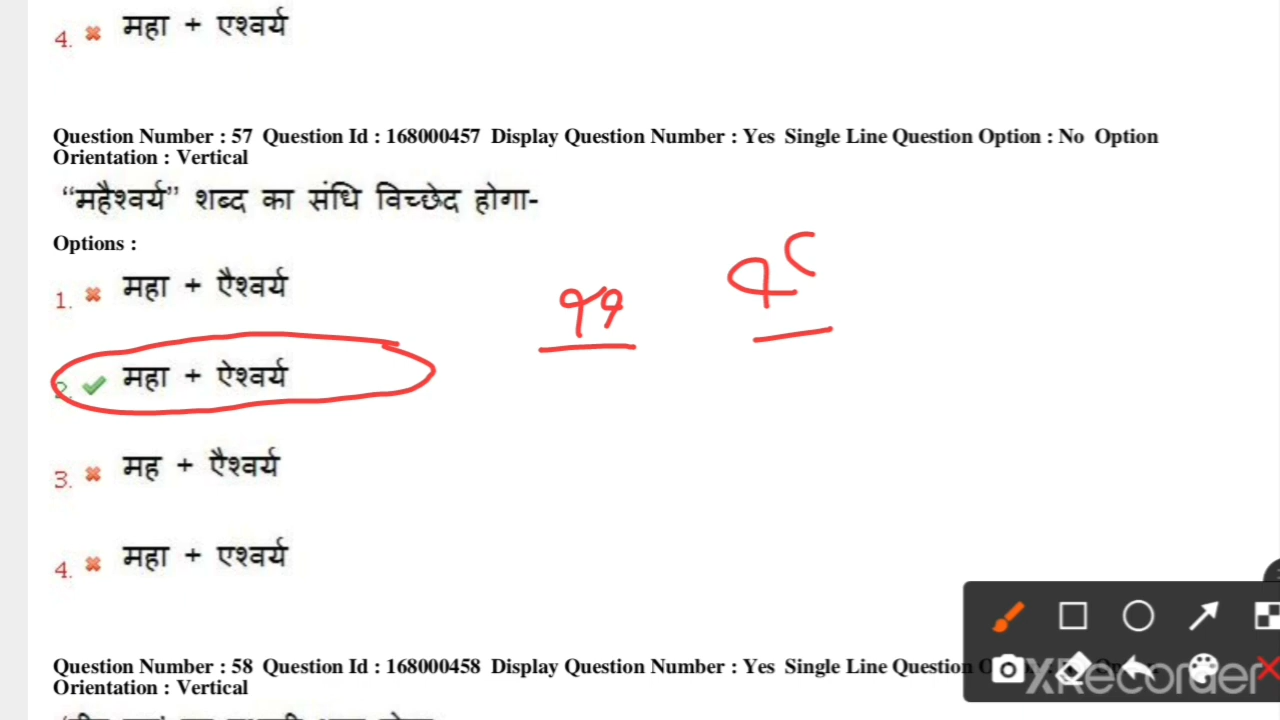 4. महा + एश्वर्य
Question Number : 57 Question Id : 168000457 Display Question Number : Yes Single Line Question Option : No Option
Orientation : Vertical
“महैश्वर्य” शब्द का संधि विच्छेद होगा-
Options :
1. महा + ऐैश्वर्य
2. महा + ऐश्वर्य
3. मह + ऐैश्वर्य
4. महा + एश्वर्य
Question Number : 58 Question Id : 168000458 Display Question Number : Yes Single Line Question
Orientation : Vertical
XRecorder